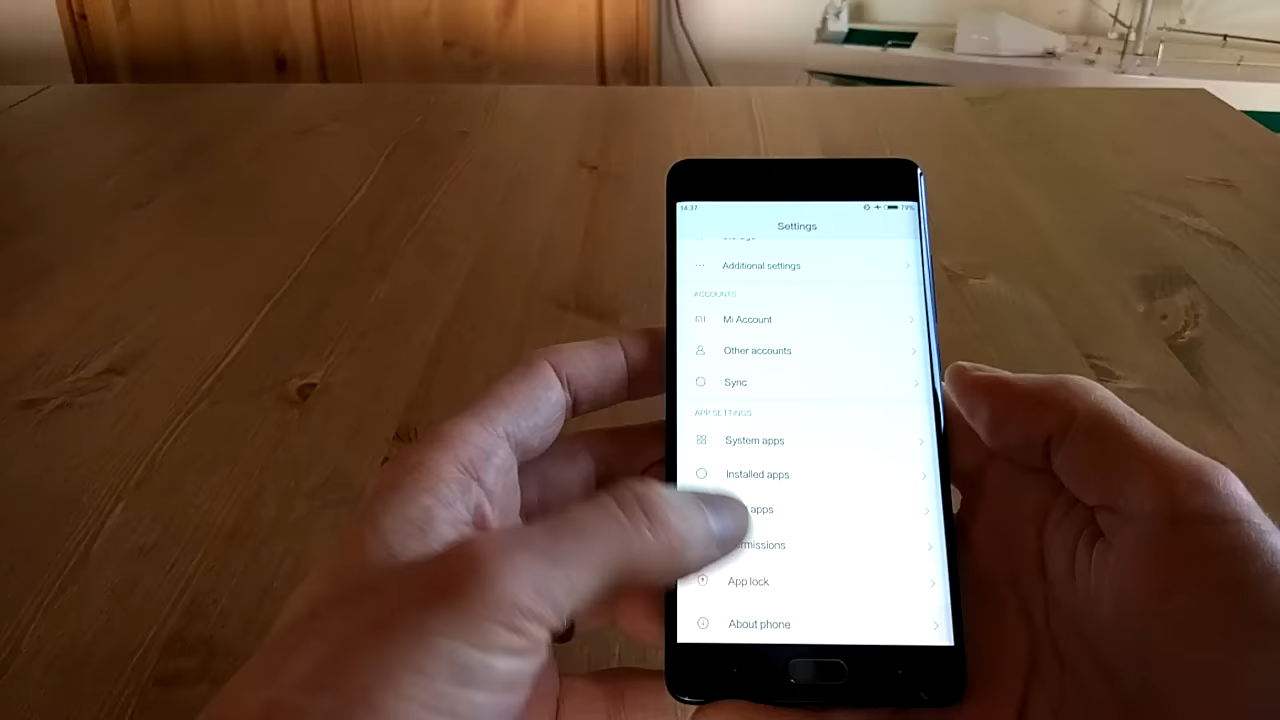 14:37
79%
Settings
Additional settings
ACCOUNTS
Mi Account
Other accounts
Sync
APP SETTINGS
System apps
Installed apps
apps
App lock
About phone